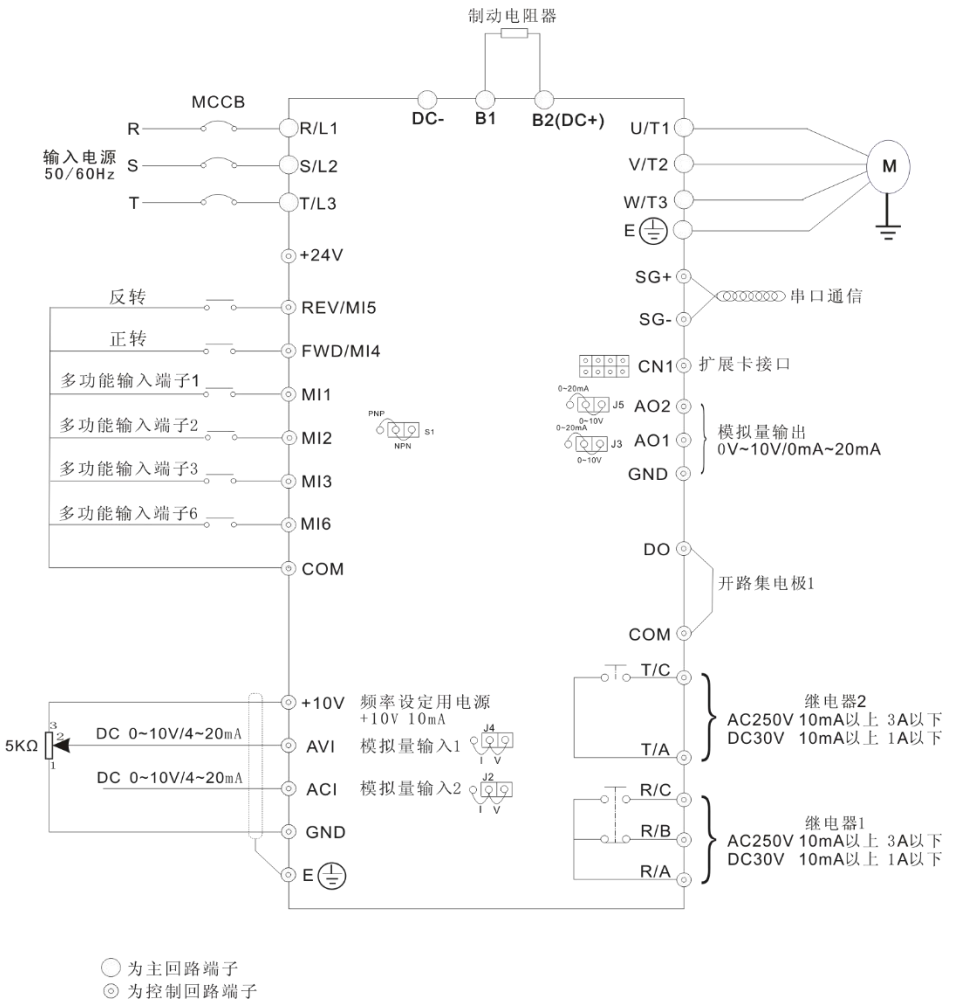 制动电阻器
MCCB
DC-
B1
B2(DC+)
R
R/L1
U/T1
输入电源
50/60Hz
S
S/L2
V/T2
M
T
T/L3
W/T3
E
+24V
SG+
反转
REV/MI5
串口通信
SG-
正转
FWD/MI4
CN1
扩展卡接口
多功能输入端子1
MI1
0~20mA
J5
0~10V
AO2
多功能输入端子2
MI2
PNP
S1
NPN
0~20mA
J3
0~10V
AO1
模拟量输出
0V~10V/0mA~20mA
多功能输入端子3
MI3
GND
多功能输入端子6
MI6
DO
COM
开路集电极1
COM
T/C
+10V
频率设定用电源
+10V 10mA
继电器2
AC250V 10mA以上 3A以下
DC30V 10mA以上 1A以下
5KΩ
3
2
1
DC 0~10V/4~20mA
AVI
模拟量输入1
J4
I V
T/A
DC 0~10V/4~20mA
ACI
模拟量输入2
J2
I V
R/C
GND
R/B
继电器1
AC250V 10mA以上 3A以下
DC30V 10mA以上 1A以下
E
R/A
为主回路端子
为控制回路端子